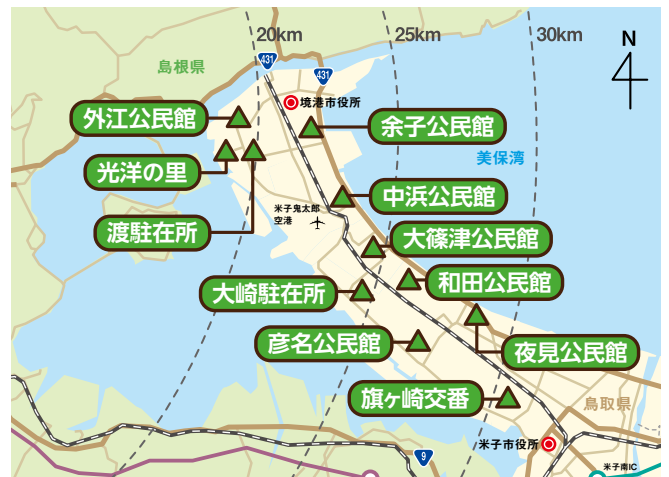 20km
25km
30km
N
431
島根県
431
境港市役所
外江公民館
余子公民館
光洋の里
美保湾
中浜公民館
渡駐在所
米子鬼太郎
空港
大篠津公民館
和田公民館
大崎駐在所
彦名公民館
夜見公民館
旗ヶ崎交番
鳥取県
米子市役所
9
米子南IC